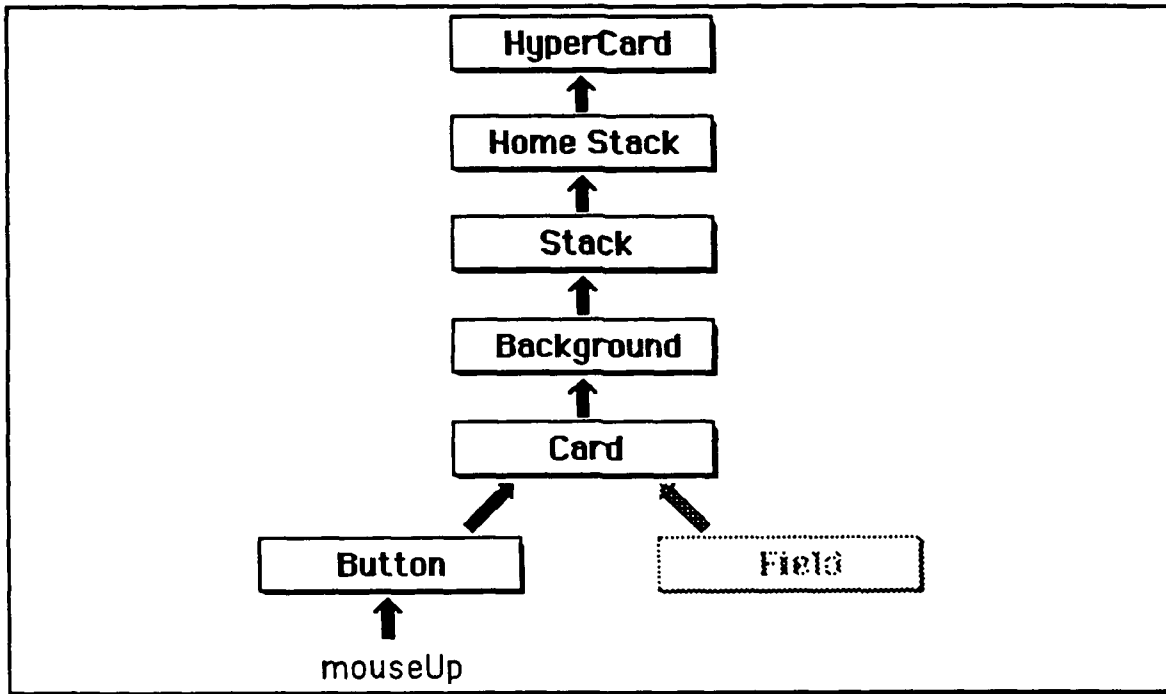 HyperCard
Home Stack
Stack
Background
Card
Button Field
mouseUp